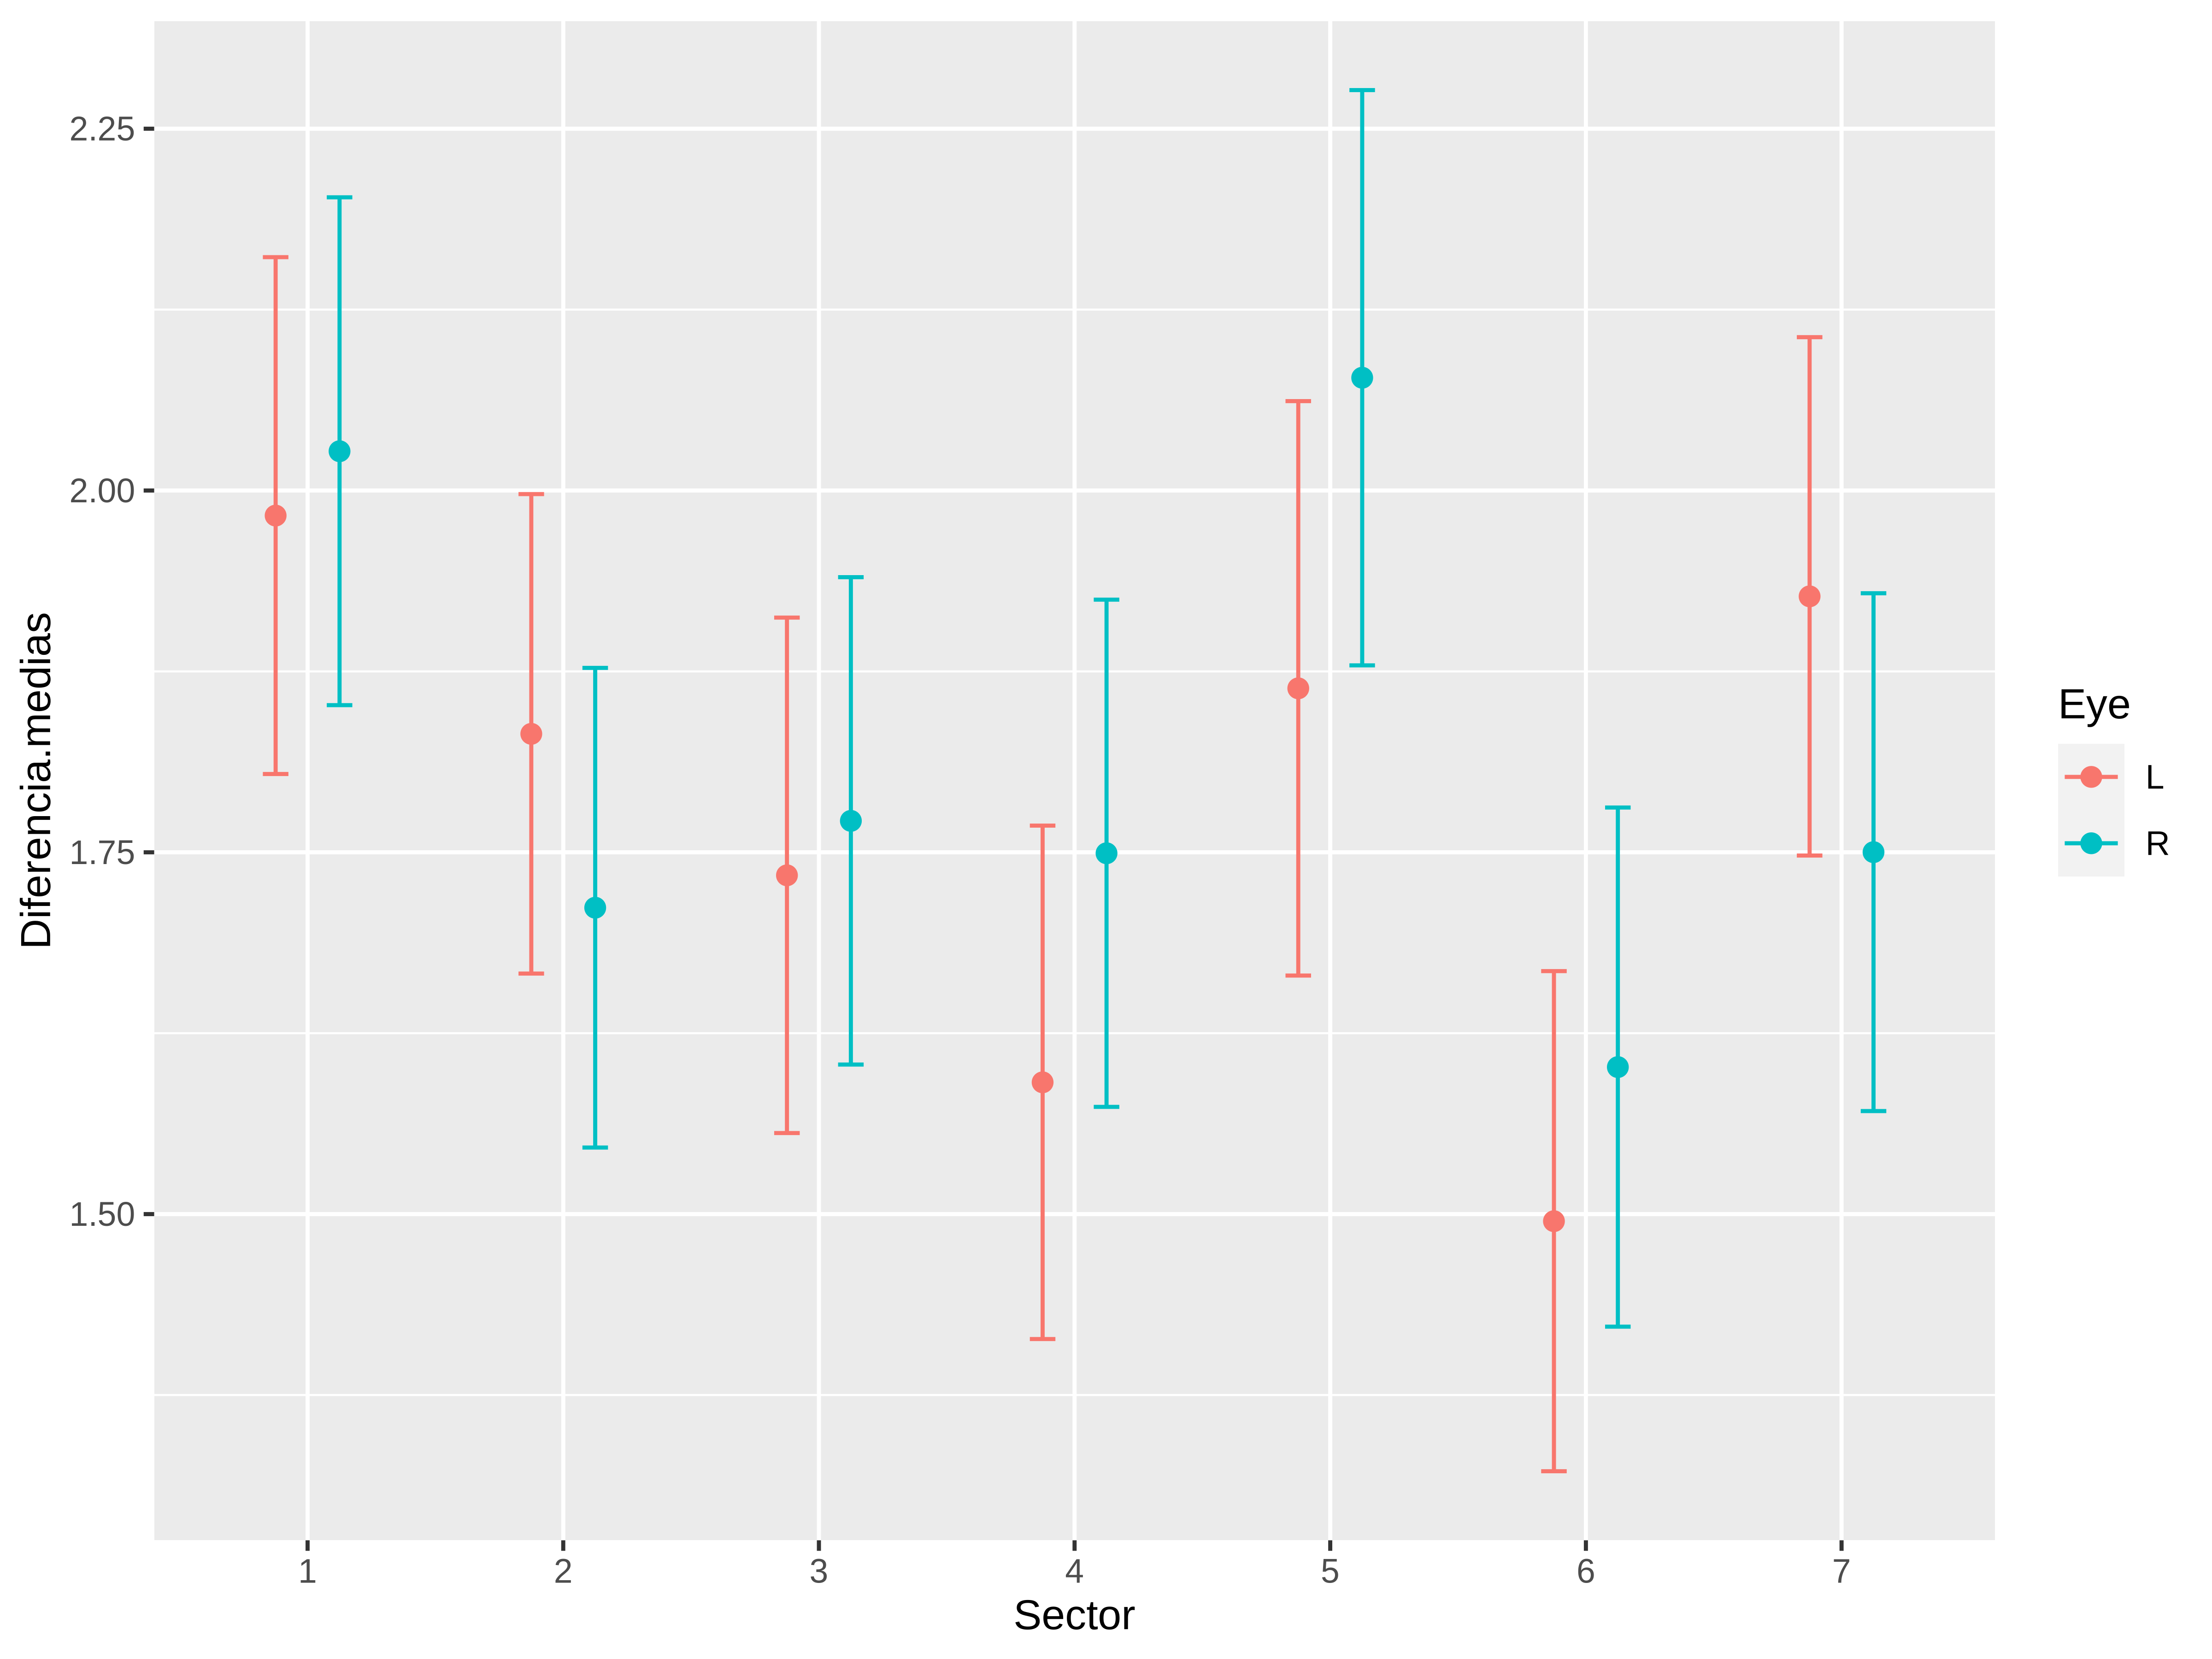 2.25
2.00
1.75
1.50
Diferencia.medias
1 2 3 4 5 6 7
Sector
Eye
L
R